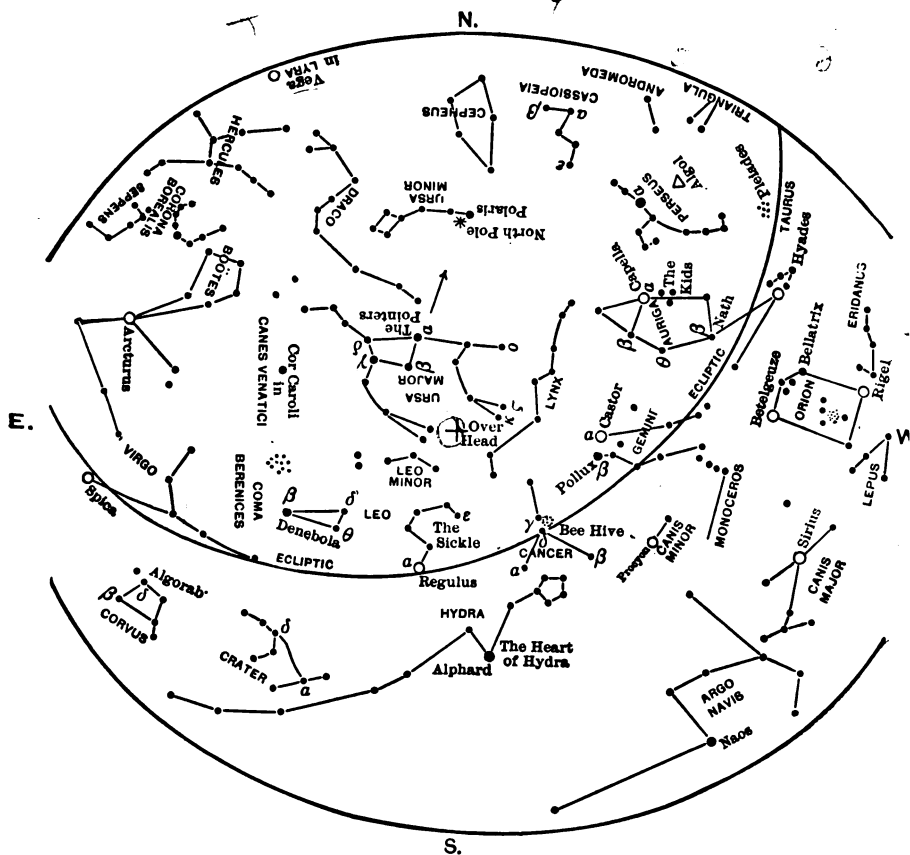 N.
Vega
in LYRA
CEPHEUS
β
α
CASSIOPEIA
ε
ANDROMEDA
TRIANGULA
HERCULES
SERPENS
CORONA
BOREALIS
DRACO
URSA
MINOR
Polaris
North Pole
α
PERSEUS
Algol
Pleiades
TAURUS
Hyades
BOÖTES
Arcturus
Capella
α
The
Kids
AURIGA
β
θ
β
Nath
ECLIPTIC
ERIDANUS
Bellatrix
Betelgeuze
ORION
Rigel
The
Pointers
α
δ
γ
β
URSA
MAJOR
ο
ζ
κ
LYNX
Cor Caroli
in
CANES VENATICI
Over
Head
α
Castor
GEMINI
Pollux
β
E.
W
LEPUS
VIRGO
Spica
COMA
BERENICES
LEO
MINOR
β
δ
Denebola
θ
LEO
ε
The
Sickle
α
Regulus
ECLIPTIC
γ
δ
Bee Hive
CANCER
α
β
MONOCEROS
Procyon
CANIS
MINOR
Sirius
CANIS
MAJOR
Algorab
β
δ
CORVUS
δ
CRATER
α
HYDRA
The Heart
of Hydra
Alphard
ARGO
NAVIS
Naos
S.